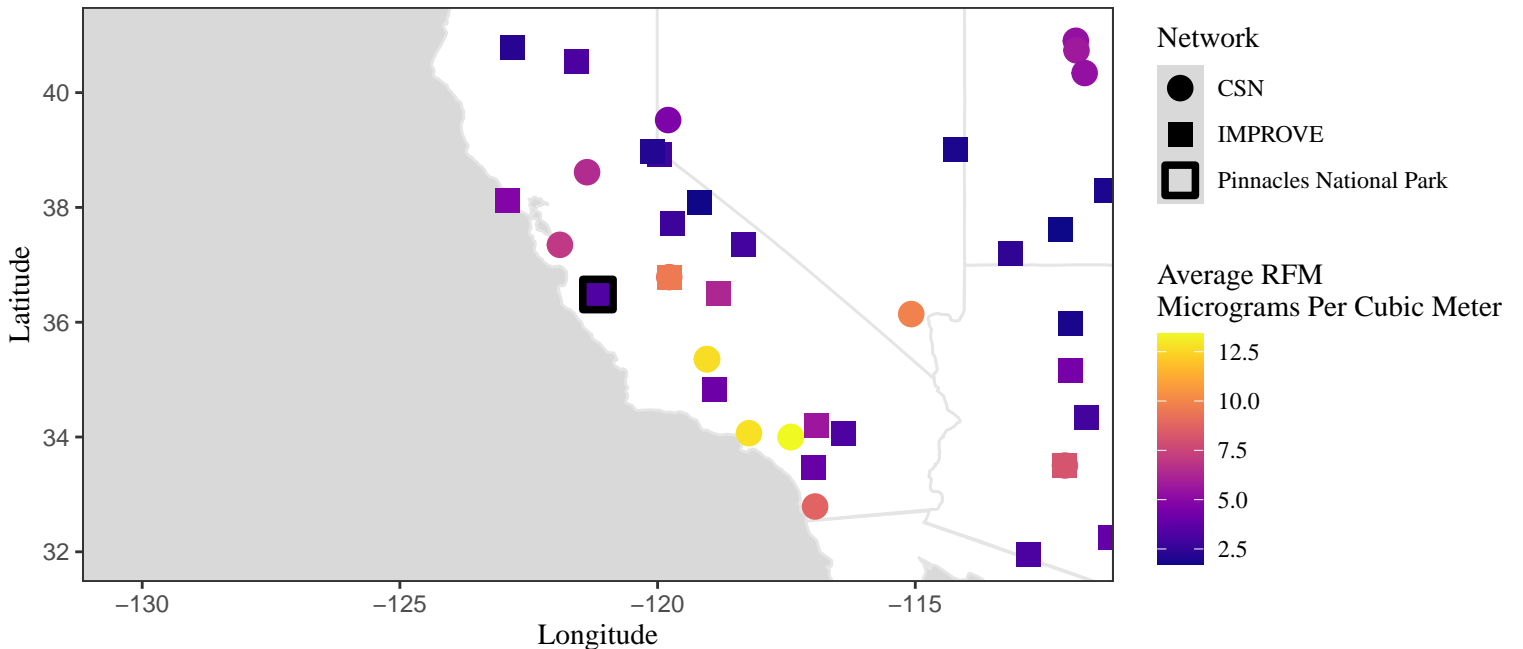 40
38
36
34
32
Latitude
−130
−125
−120
−115
Longitude
Network
CSN
IMPROVE
Pinnacles National Park
Average RFM
Micrograms Per Cubic Meter
12.5
10.0
7.5
5.0
2.5